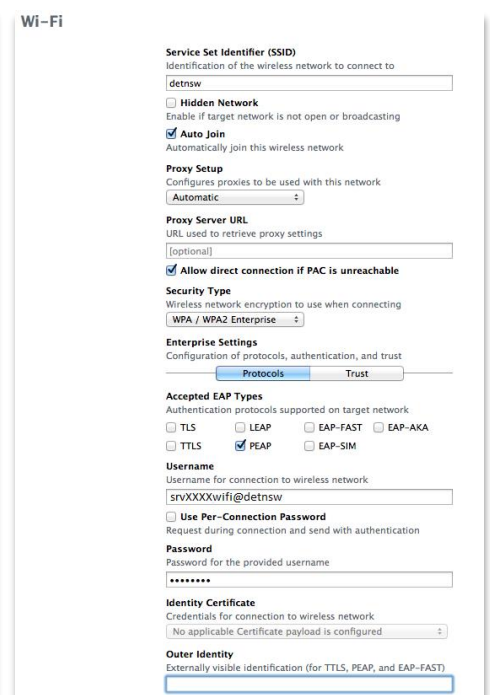 Wi-Fi
Service Set Identifier (SSID)
Identification of the wireless network to connect to
detnsw
Hidden Network
Enable if target network is not open or broadcasting
Auto Join
Automatically join this wireless network
Proxy Setup
Configures proxies to be used with this network
Automatic
Proxy Server URL
URL used to retrieve proxy settings
[optional]
Allow direct connection if PAC is unreachable
Security Type
Wireless network encryption to use when connecting
WPA / WPA2 Enterprise
Enterprise Settings
Configuration of protocols, authentication, and trust
Protocols Trust
Accepted EAP Types
Authentication protocols supported on target network
TLS LEAP EAP-FAST EAP-AKA
TTLS PEAP EAP-SIM
Username
Username for connection to wireless network
srvXXXXwifi@detnsw
Use Per-Connection Password
Request during connection and send with authentication
Password
Password for the provided username
••••••••
Identity Certificate
Credentials for connection to wireless network
No applicable Certificate payload is configured
Outer Identity
Externally visible identification (for TTLS, PEAP, and EAP-FAST)